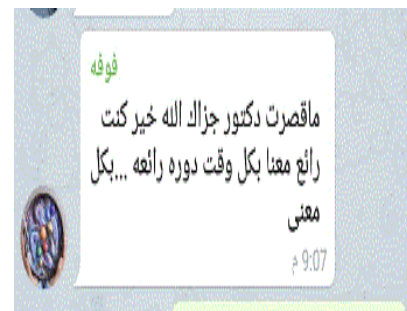 فوفه
ماقصرت دكتور جزاك الله خير كنت
رائع معنا بكل وقت دوره رائعه ...بكل
معنى
9:07 م